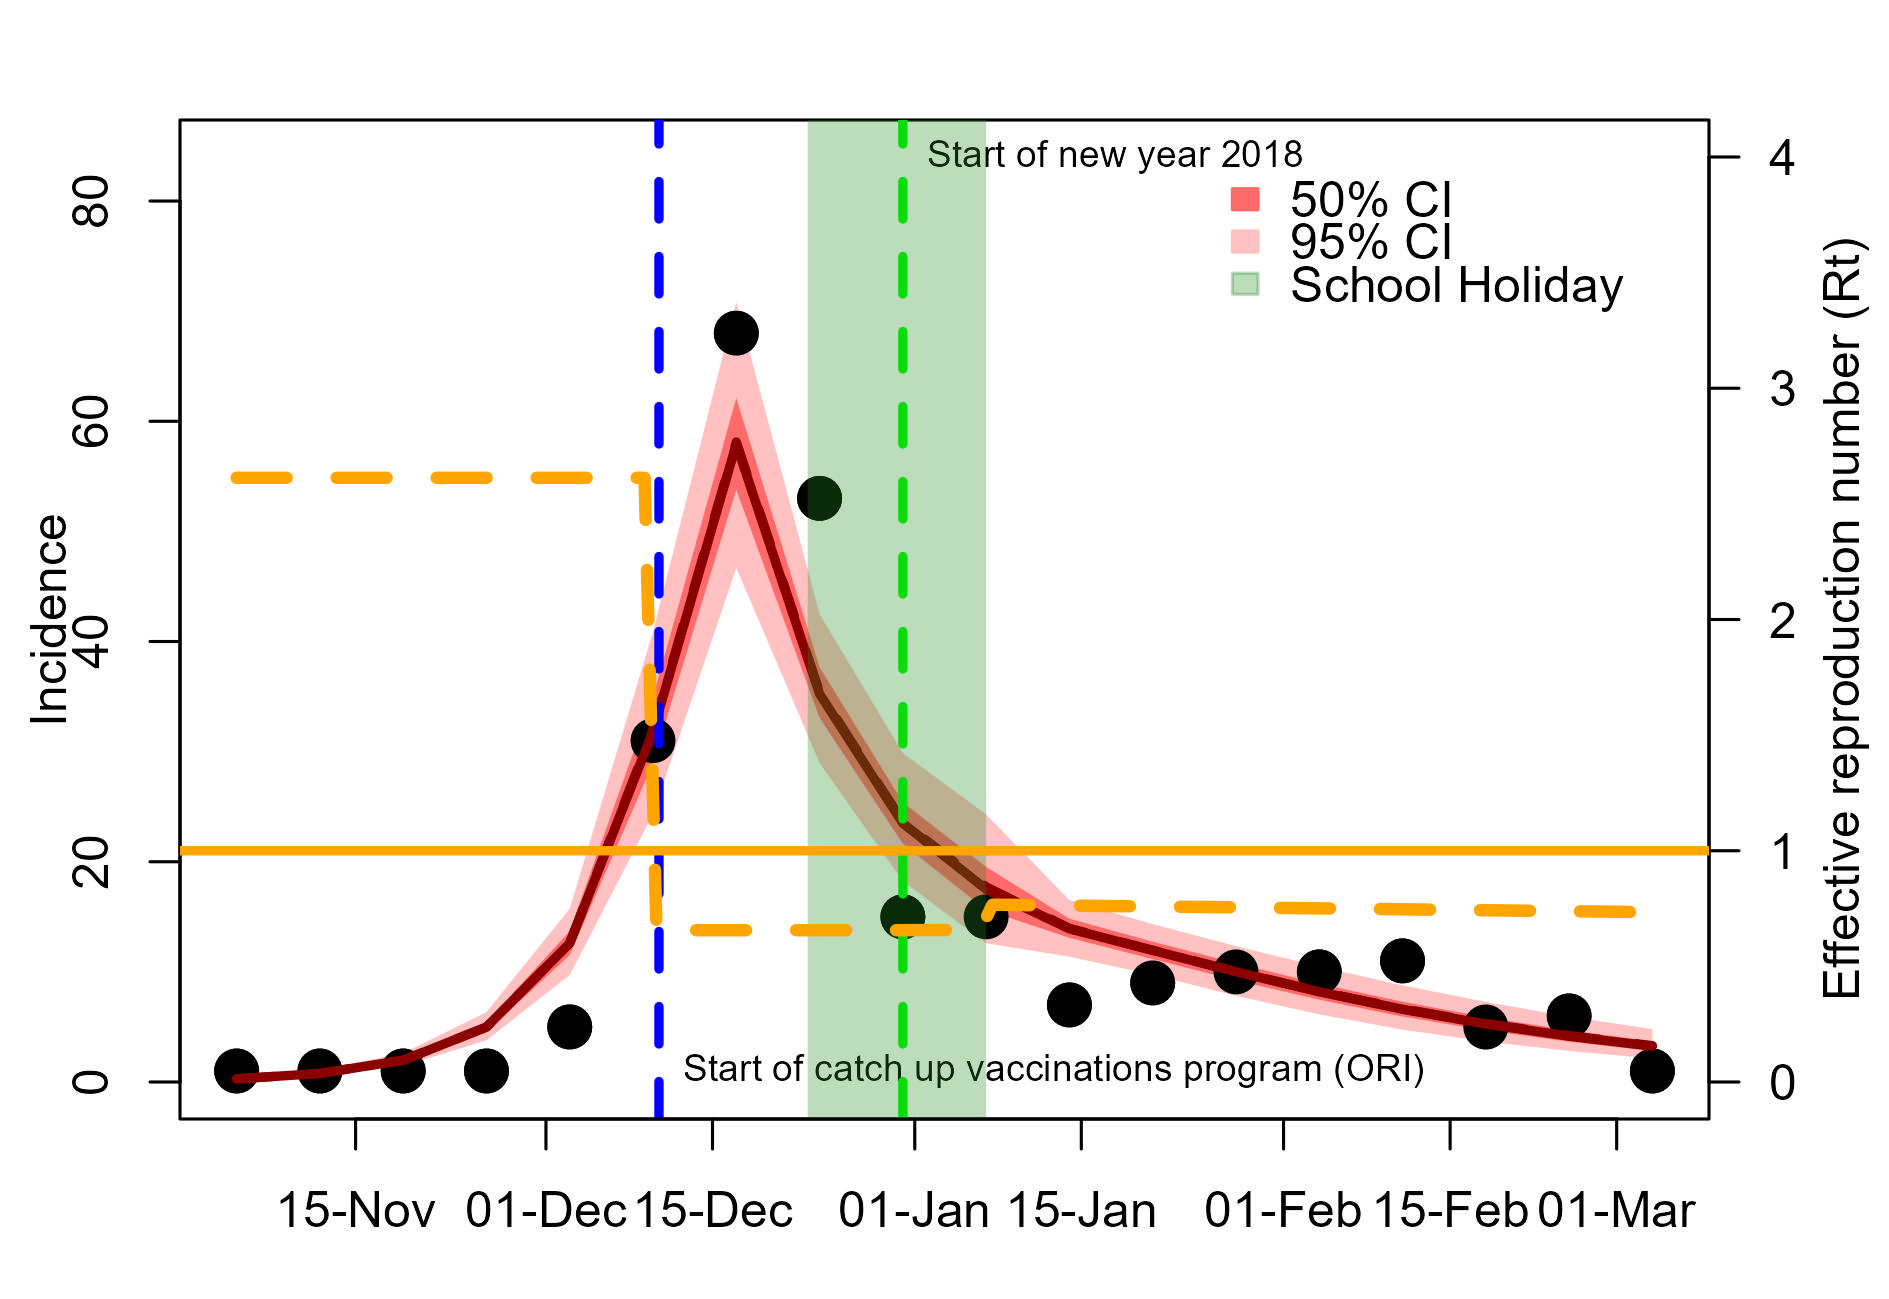 Start of new year 2018
50% CI
95% CI
School Holiday
Start of catch up vaccinations program (ORI)
Incidence
0
20
40
60
80
Effective reproduction number (Rt)
0
1
2
3
4
15-Nov 01-Dec 15-Dec 01-Jan 15-Jan 01-Feb 15-Feb 01-Mar